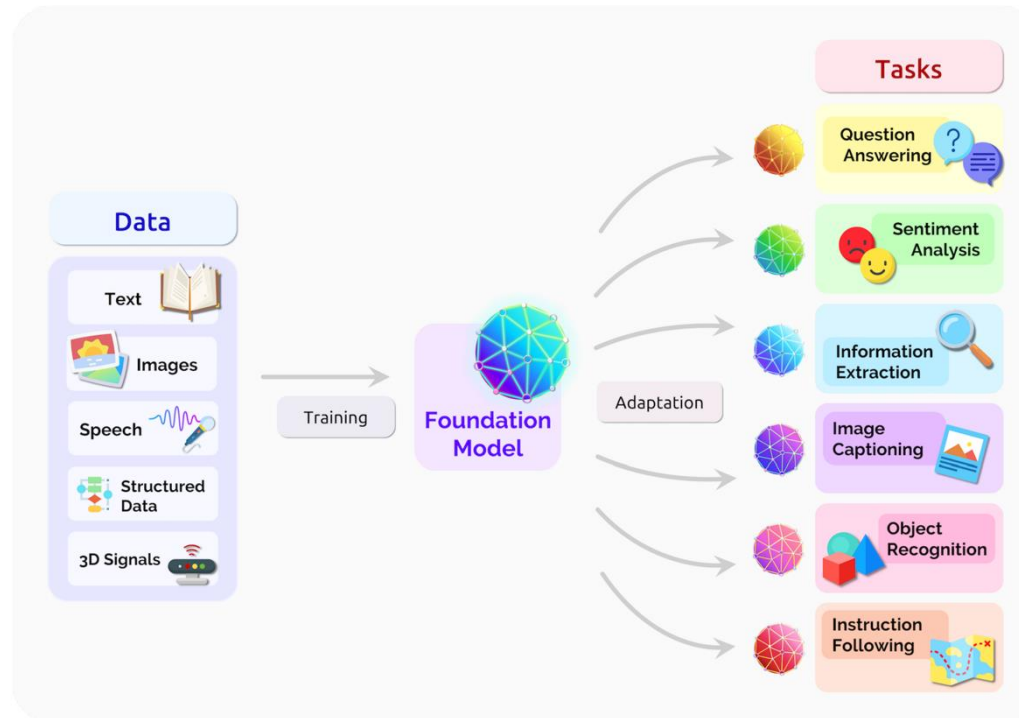 Data
Text
Images
Speech
Structured
Data
3D Signals
Training
Foundation
Model
Adaptation
Tasks
Question
Answering
Sentiment
Analysis
Information
Extraction
Image
Captioning
Object
Recognition
Instruction
Following